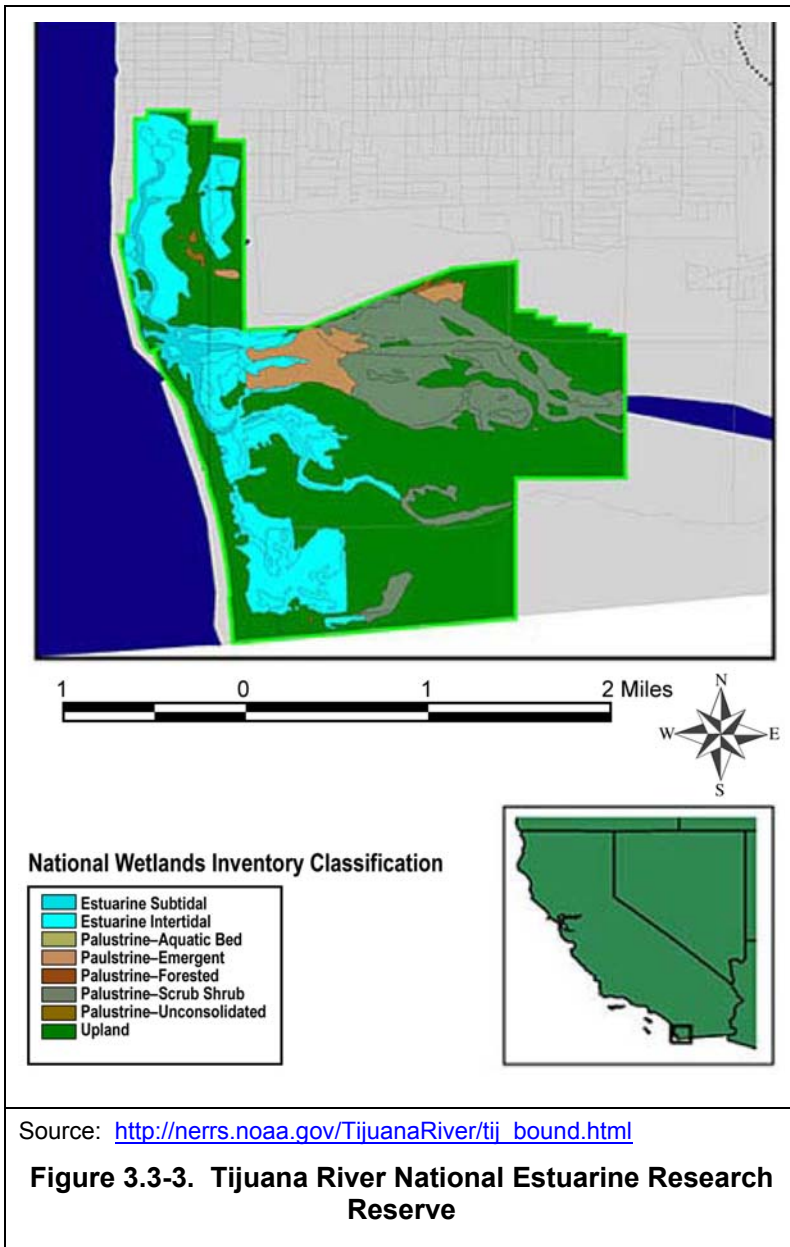 1 0 1 2 Miles
N
W E
S
National Wetlands Inventory Classification
Estuarine Subtidal
Estuarine Intertidal
Palustrine–Aquatic Bed
Paulstrine–Emergent
Palustrine–Forested
Palustrine–Scrub Shrub
Palustrine–Unconsolidated
Upland
Source: http://nerrs.noaa.gov/TijuanaRiver/tij_bound.html
Figure 3.3-3. Tijuana River National Estuarine Research
Reserve